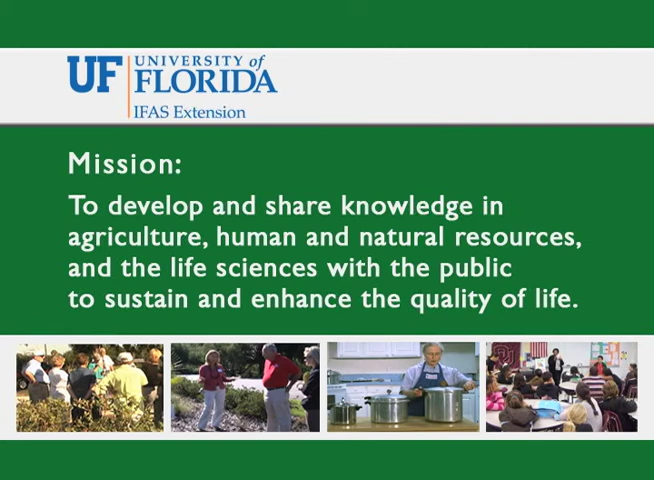 UF
UNIVERSITY of
FLORIDA
IFAS Extension
Mission:
To develop and share knowledge in
agriculture, human and natural resources,
and the life sciences with the public
to sustain and enhance the quality of life.